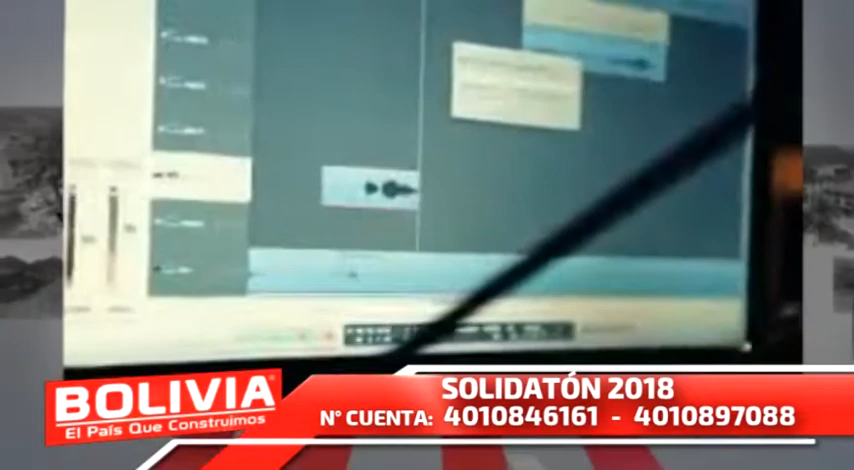 BOLIVIA
El País Que Construimos
SOLIDATÓN 2018
N° CUENTA: 4010846161 - 4010897088